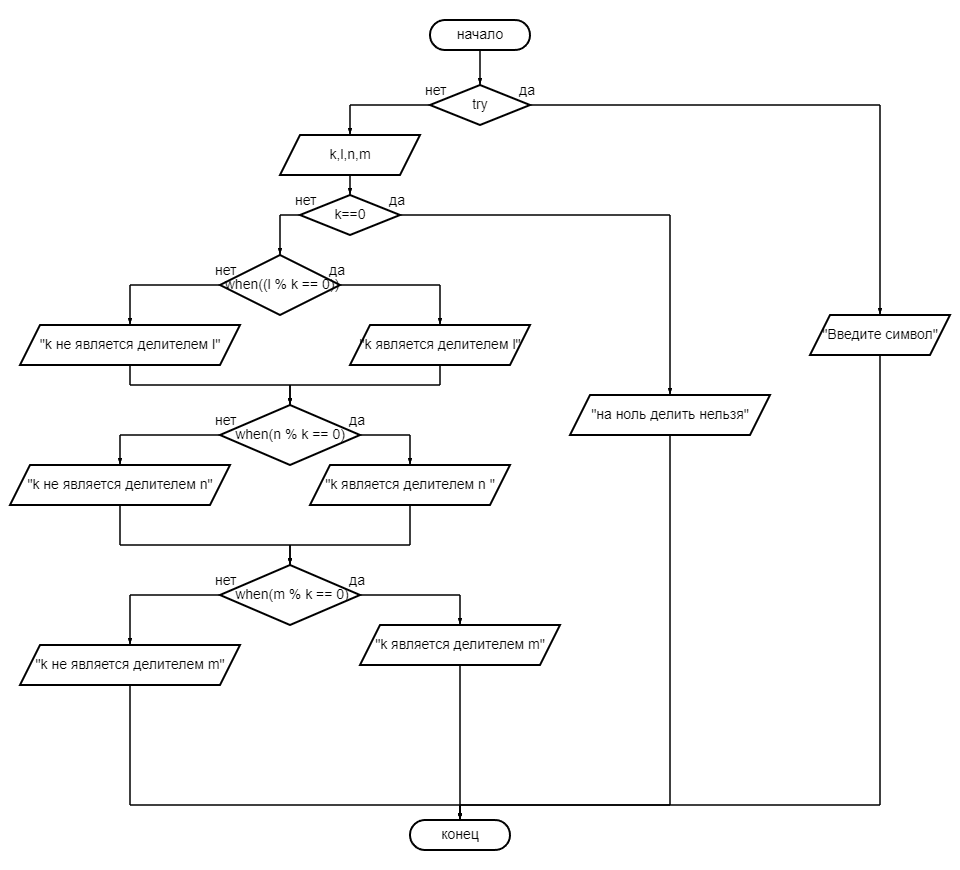 начало
нет
да
try
k,l,n,m
нет
да
k==0
нет
да
when((l % k == 0))
"Введите символ"
"k не является делителем l"
"k является делителем l"
"на ноль делить нельзя"
нет
да
when(n % k == 0)
"k не является делителем n"
"k является делителем n "
нет
да
when(m % k == 0)
"k является делителем m"
"k не является делителем m"
конец